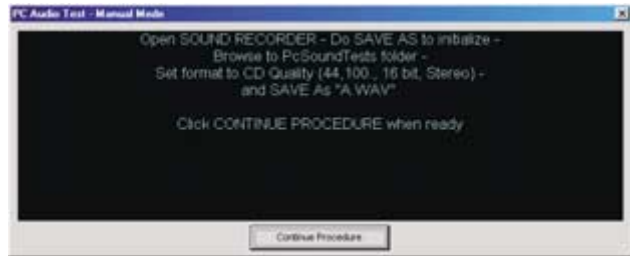 PC Audio Test - Manual Mode
Open SOUND RECORDER - Do SAVE AS to initialize -
Browse to PcSoundTests folder -
Set format to CD Quality (44,100., 16 bit, Stereo) -
and SAVE As "A.WAV"
Click CONTINUE PROCEDURE when ready
Continue Procedure